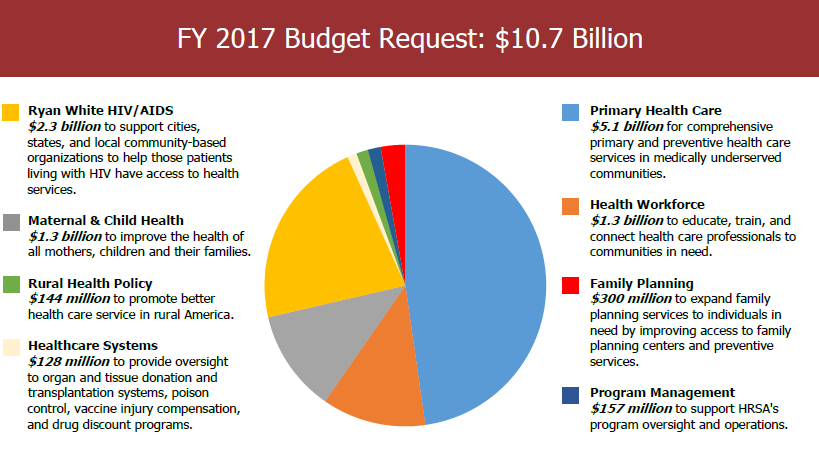 FY 2017 Budget Request: $10.7 Billion
Ryan White HIV/AIDS
$2.3 billion to support cities,
states, and local community-based
organizations to help those patients
living with HIV have access to health
services.
Maternal & Child Health
$1.3 billion to improve the health of
all mothers, children and their families.
Rural Health Policy
$144 million to promote better
health care service in rural America.
Healthcare Systems
$128 million to provide oversight
to organ and tissue donation and
transplantation systems, poison
control, vaccine injury compensation,
and drug discount programs.
Primary Health Care
$5.1 billion for comprehensive
primary and preventive health care
services in medically underserved
communities.
Health Workforce
$1.3 billion to educate, train, and
connect health care professionals to
communities in need.
Family Planning
$300 million to expand family
planning services to individuals in
need by improving access to family
planning centers and preventive
services.
Program Management
$157 million to support HRSA's
program oversight and operations.